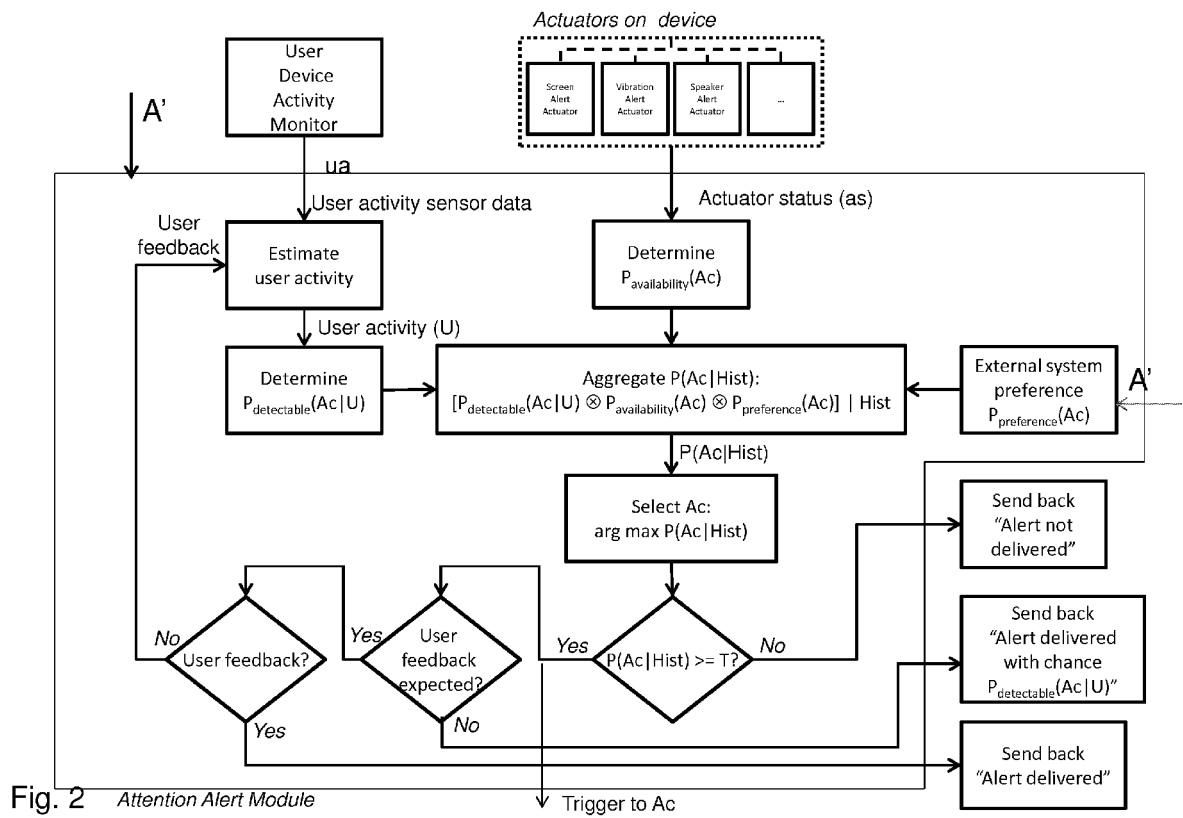 Actuators on device
User
Device
Activity
Monitor
Screen
Alert
Actuator
Vibration
Alert
Actuator
Speaker
Alert
Actuator
...
A’
ua
User activity sensor data
Actuator status (as)
User
feedback
Estimate
user activity
Determine
Pavailability(Ac)
User activity (U)
Determine
Pdetectable(Ac|U)
Aggregate P(Ac|Hist):
[Pdetectable(Ac|U) ⊗ Pavailability(Ac) ⊗ Ppreference(Ac)] | Hist
External system
preference
Ppreference(Ac)
A’
P(Ac|Hist)
Select Ac:
arg max P(Ac|Hist)
Send back
“Alert not
delivered”
No
User feedback?
Yes
Yes
User
feedback
expected?
No
Yes
P(Ac|Hist) >= T?
No
Send back
“Alert delivered
with chance
Pdetectable(Ac|U)”
Send back
“Alert delivered”
Fig. 2
Attention Alert Module
Trigger to Ac